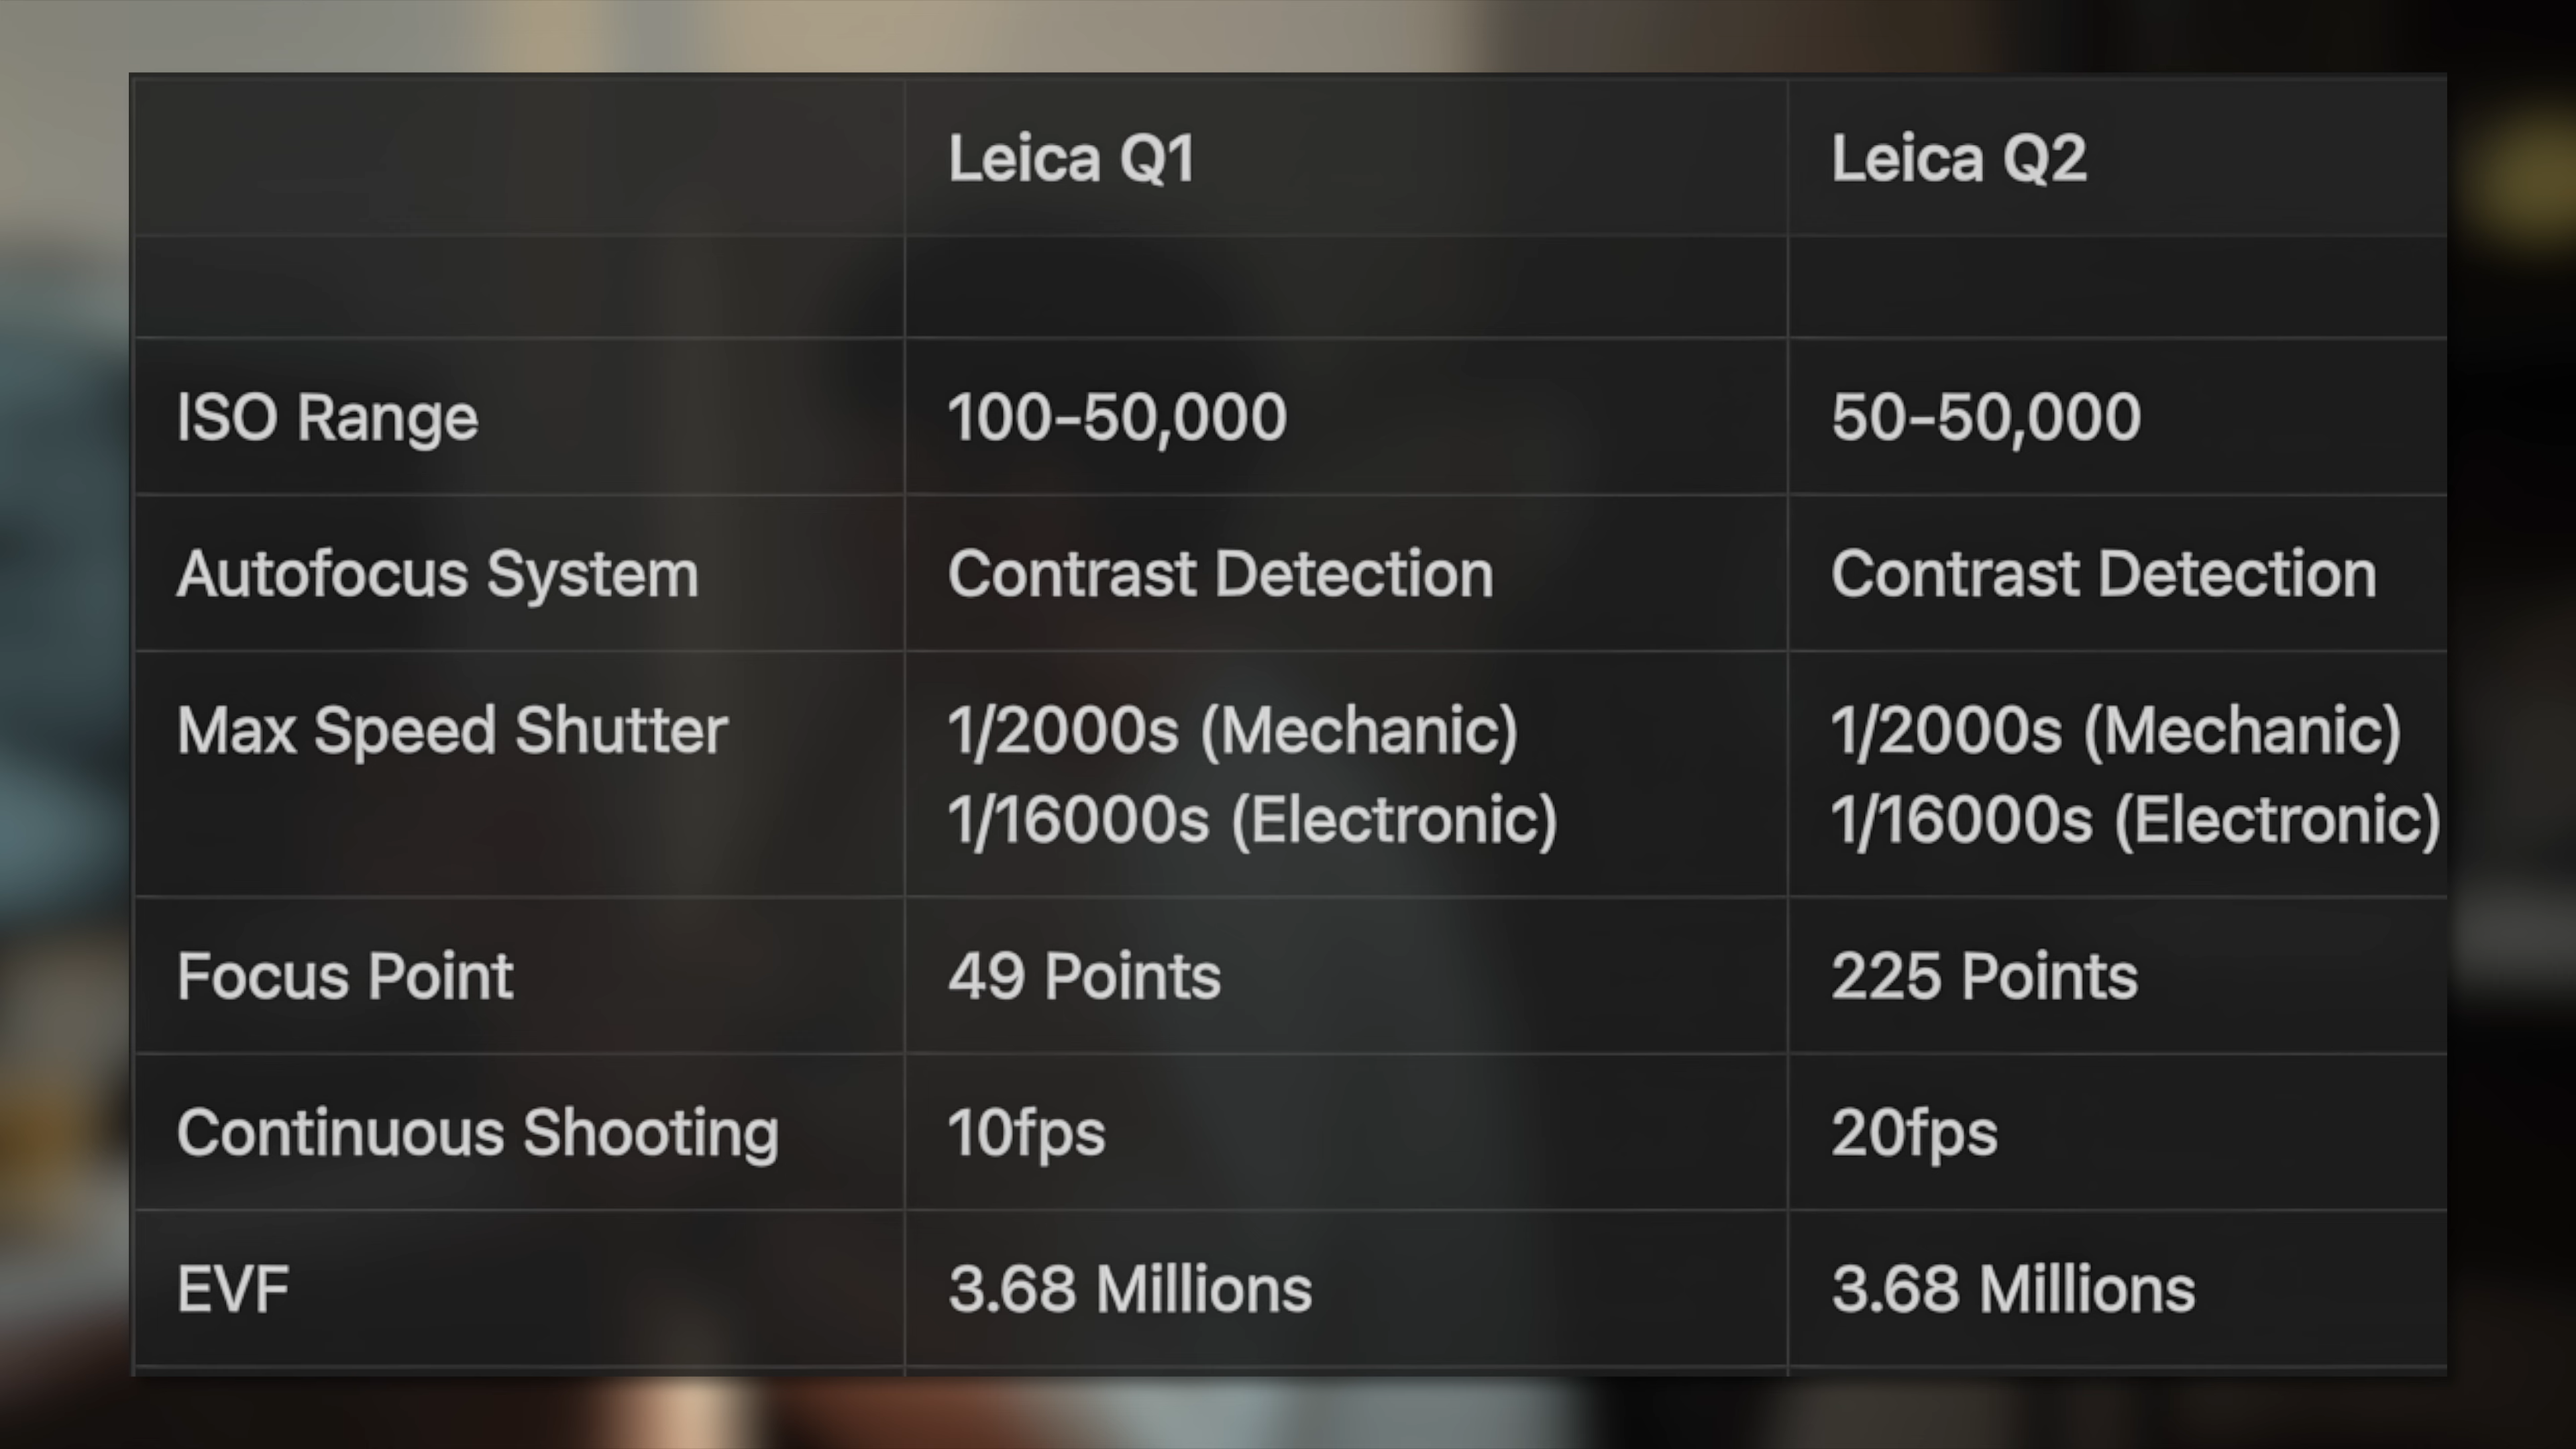 Leica Q1 Leica Q2
ISO Range 100-50,000 50-50,000
Autofocus System Contrast Detection Contrast Detection
Max Speed Shutter 1/2000s (Mechanic) 1/2000s (Mechanic)
1/16000s (Electronic) 1/16000s (Electronic)
Focus Point 49 Points 225 Points
Continuous Shooting 10fps 20fps
EVF 3.68 Millions 3.68 Millions